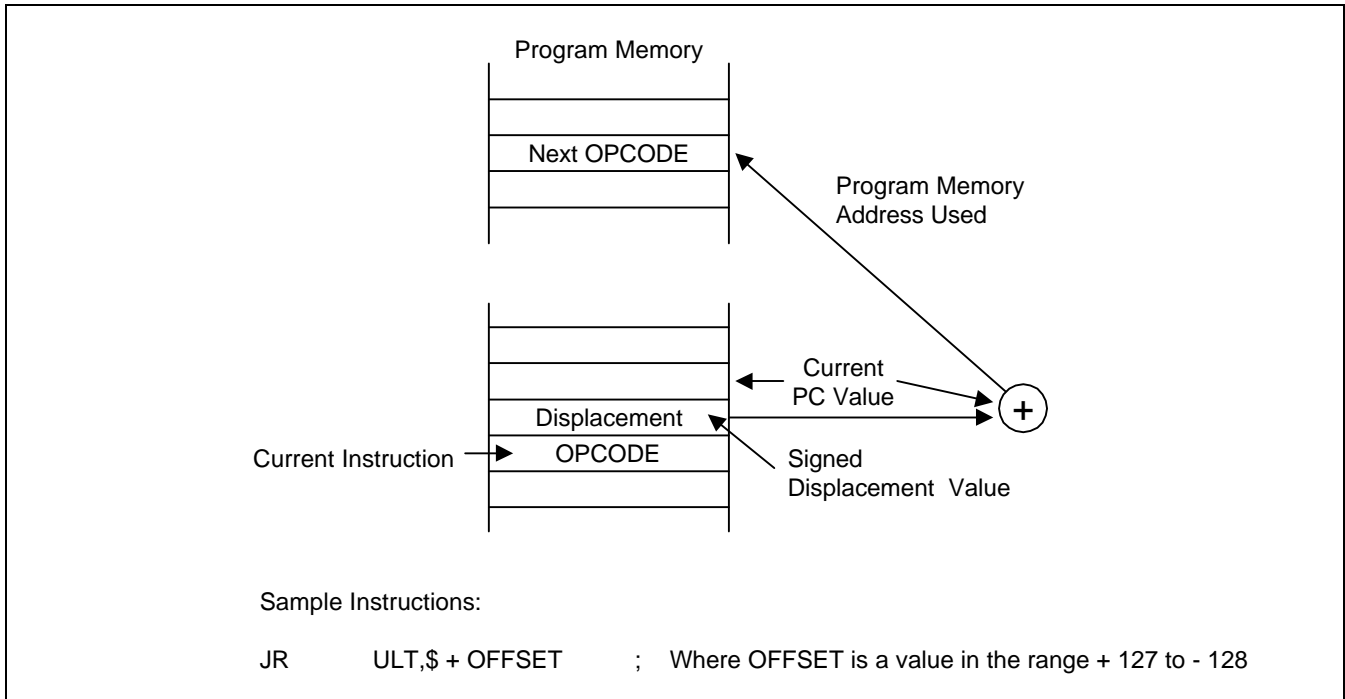 Program Memory
Next OPCODE
Program Memory
Address Used
Current
PC Value
+
Displacement
Current Instruction
OPCODE
Signed
Displacement Value
Sample Instructions:
JR ULT,$ + OFFSET ; Where OFFSET is a value in the range + 127 to - 128